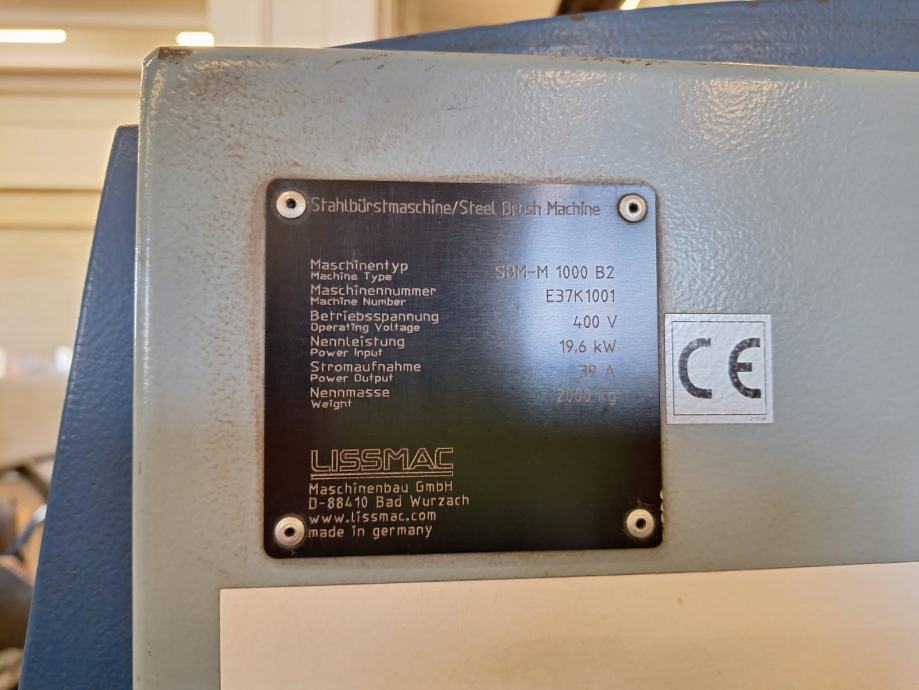 Stahlbürstmaschine/Steel Brush Machine
Maschinentyp SBM-M 1000 B2
Machine Type
Maschinennummer E37K1001
Machine Number
Betriebsspannung 400 V
Operating Voltage
Nennleistung 19,6 kW
Power Input
Stromaufnahme 39 A
Power Output
Nennmasse 2000 kg
Weight
LISSMAC
Maschinenbau GmbH
D-88410 Bad Wurzach
www.lissmac.com
made in germany
CE